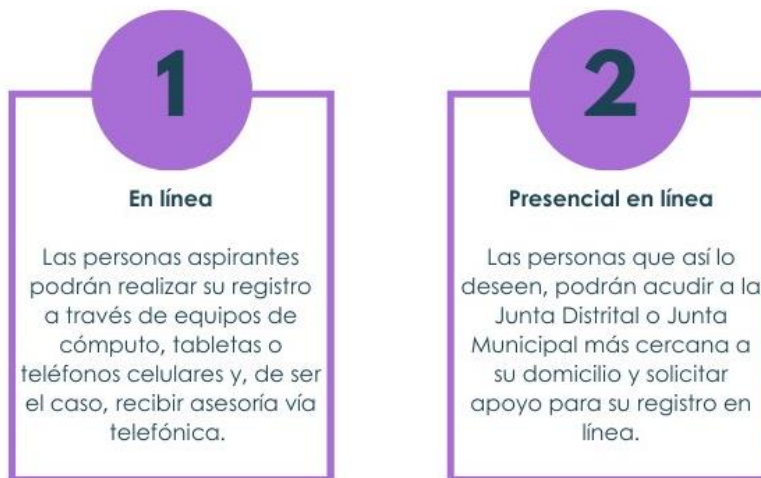 1
En línea
Las personas aspirantes
podrán realizar su registro
a través de equipos de
cómputo, tabletas o
teléfonos celulares y, de ser
el caso, recibir asesoría vía
telefónica.
2
Presencial en línea
Las personas que así lo
deseen, podrán acudir a la
Junta Distrital o Junta
Municipal más cercana a
su domicilio y solicitar
apoyo para su registro en
línea.